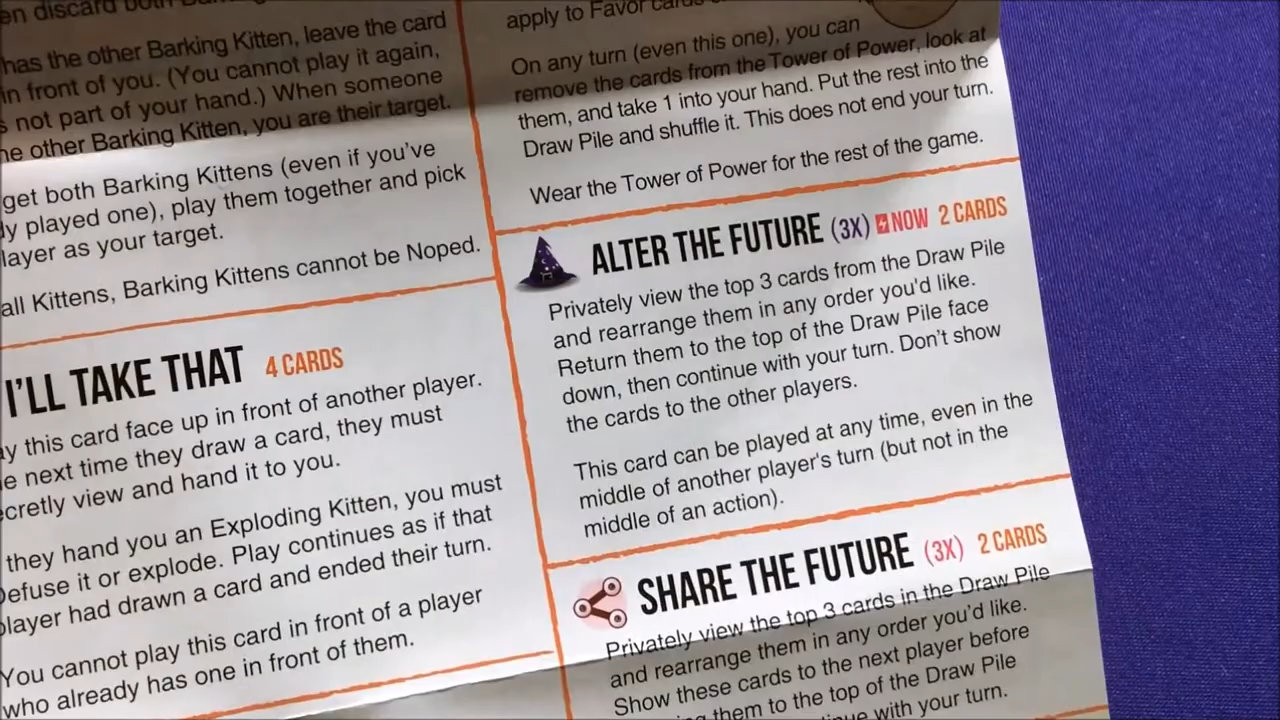 en discard both
has the other Barking Kitten, leave the card
in front of you. (You cannot play it again,
s not part of your hand.) When someone
he other Barking Kitten, you are their target.
get both Barking Kittens (even if you've
ly played one), play them together and pick
layer as your target.
all Kittens, Barking Kittens cannot be Noped.
I'LL TAKE THAT 4 CARDS
ay this card face up in front of another player.
e next time they draw a card, they must
ecretly view and hand it to you.
they hand you an Exploding Kitten, you must
efuse it or explode. Play continues as if that
player had drawn a card and ended their turn.
You cannot play this card in front of a player
who already has one in front of them.
apply to Favor cards
On any turn (even this one), you can
remove the cards from the Tower of Power, look at
them, and take 1 into your hand. Put the rest into the
Draw Pile and shuffle it. This does not end your turn.
Wear the Tower of Power for the rest of the game.
ALTER THE FUTURE (3X) NOW 2 CARDS
Privately view the top 3 cards from the Draw Pile
and rearrange them in any order you'd like.
Return them to the top of the Draw Pile face
down, then continue with your turn. Don't show
the cards to the other players.
This card can be played at any time, even in the
middle of another player's turn (but not in the
middle of an action).
SHARE THE FUTURE (3X) 2 CARDS
Privately view the top 3 cards in the Draw Pile
and rearrange them in any order you'd like.
Show these cards to the next player before
ing them to the top of the Draw Pile
inue with your turn.